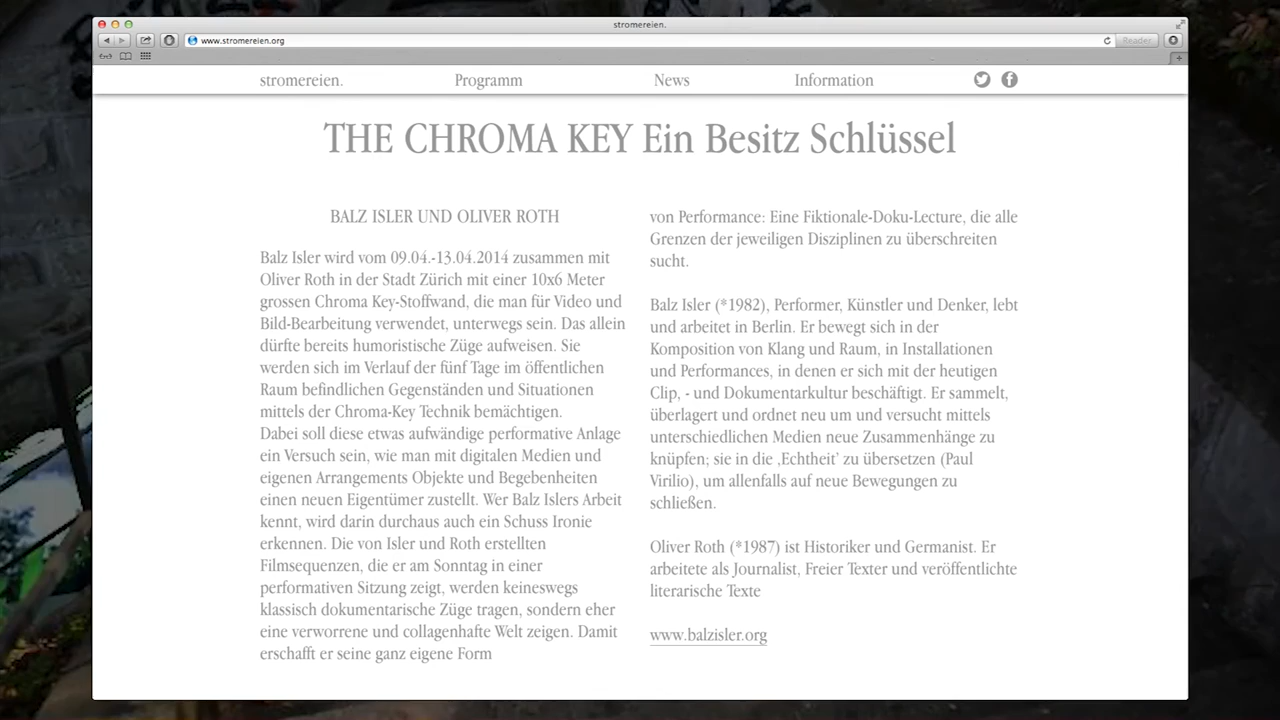 stromereien.
www.stromereien.org
Reader
stromereien.
Programm
News
Information
THE CHROMA KEY Ein Besitz Schlüssel
BALZ ISLER UND OLIVER ROTH
Balz Isler wird vom 09.04.-13.04.2014 zusammen mit
Oliver Roth in der Stadt Zürich mit einer 10x6 Meter
grossen Chroma Key-Stoffwand, die man für Video und
Bild-Bearbeitung verwendet, unterwegs sein. Das allein
dürfte bereits humoristische Züge aufweisen. Sie
werden sich im Verlauf der fünf Tage im öffentlichen
Raum befindlichen Gegenständen und Situationen
mittels der Chroma-Key Technik bemächtigen.
Dabei soll diese etwas aufwändige performative Anlage
ein Versuch sein, wie man mit digitalen Medien und
eigenen Arrangements Objekte und Begebenheiten
einen neuen Eigentümer zustellt. Wer Balz Islers Arbeit
kennt, wird darin durchaus auch ein Schuss Ironie
erkennen. Die von Isler und Roth erstellten
Filmsequenzen, die er am Sonntag in einer
performativen Sitzung zeigt, werden keineswegs
klassisch dokumentarische Züge tragen, sondern eher
eine verworrene und collagenhafte Welt zeigen. Damit
erschafft er seine ganz eigene Form
von Performance: Eine Fiktionale-Doku-Lecture, die alle
Grenzen der jeweiligen Disziplinen zu überschreiten
sucht.
Balz Isler (*1982), Performer, Künstler und Denker, lebt
und arbeitet in Berlin. Er bewegt sich in der
Komposition von Klang und Raum, in Installationen
und Performances, in denen er sich mit der heutigen
Clip, - und Dokumentarkultur beschäftigt. Er sammelt,
überlagert und ordnet neu um und versucht mittels
unterschiedlichen Medien neue Zusammenhänge zu
knüpfen; sie in die ‚Echtheit’ zu übersetzen (Paul
Virilio), um allenfalls auf neue Bewegungen zu
schließen.
Oliver Roth (*1987) ist Historiker und Germanist. Er
arbeitete als Journalist, Freier Texter und veröffentlichte
literarische Texte
www.balzisler.org